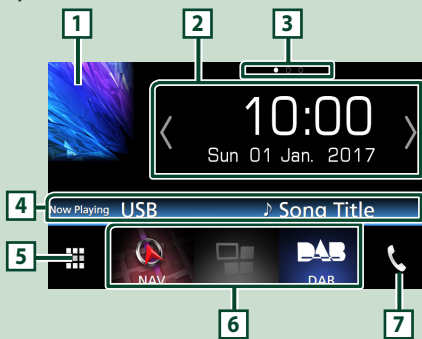 1
2
3
10:00
Sun 01 Jan. 2017
4
Now Playing USB ♪ Song Title
5
DAB
NAV DAB
6
7